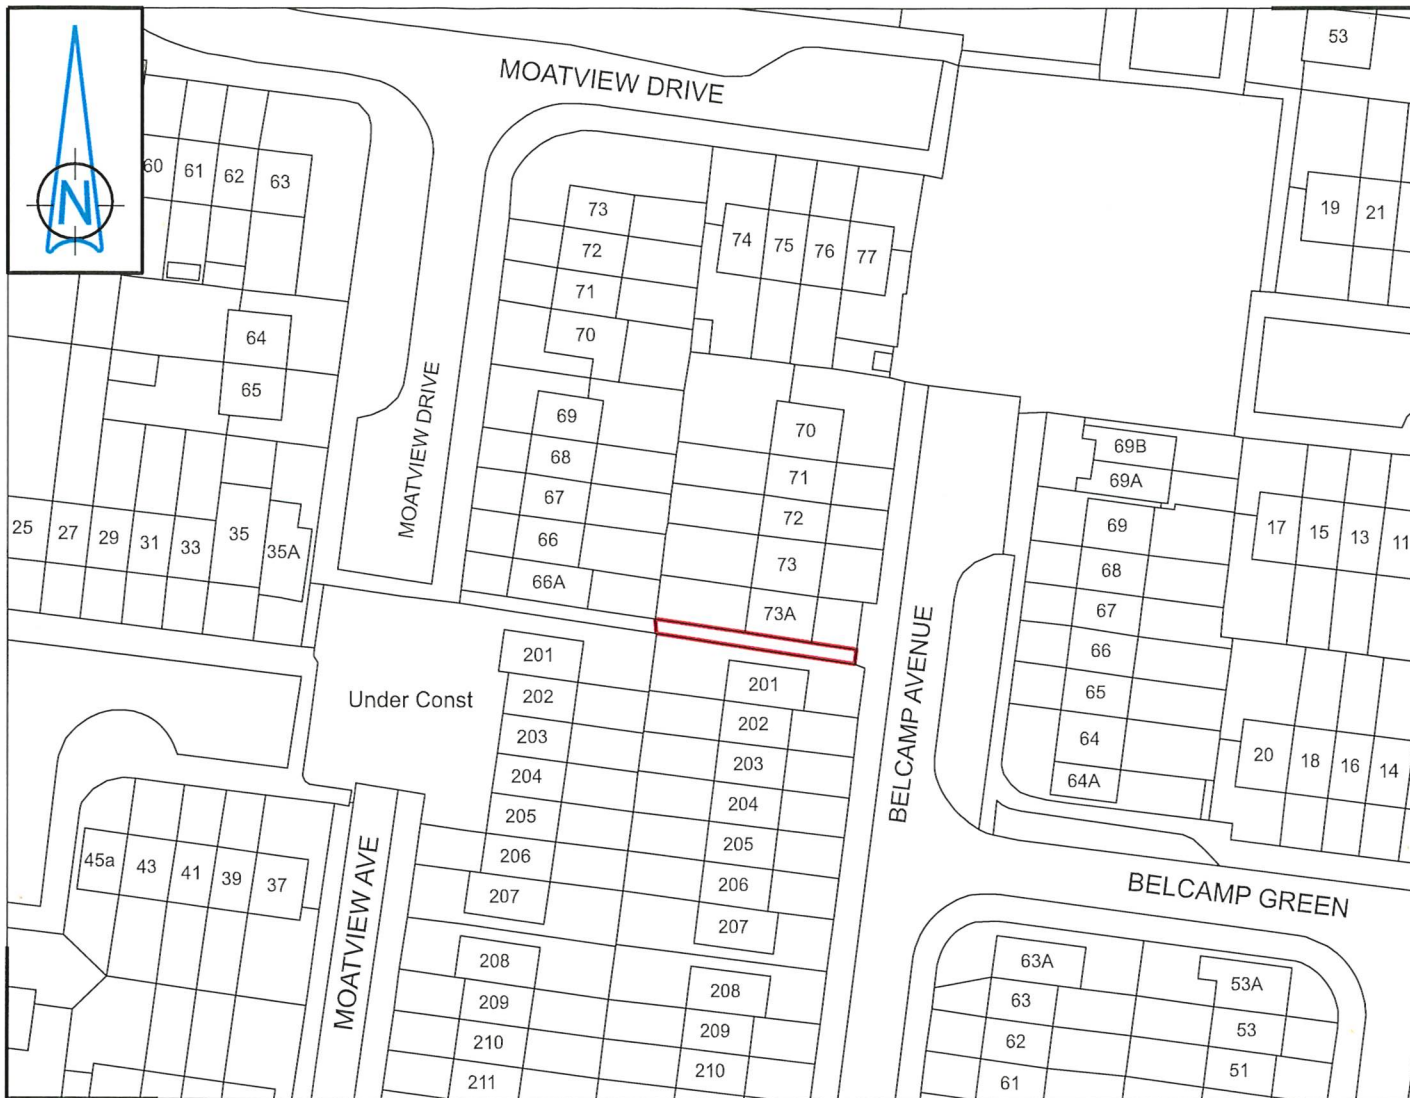 N
MOATVIEW DRIVE
53
60 61 62 63
73
72
71
70
74 75 76 77
19 21
64
65
MOATVIEW DRIVE
69
68
67
66
66A
70
71
72
73
73A
69B
69A
69
68
67
66
65
64
64A
17 15 13 11
25 27 29 31 33 35 35A
BELCAMP AVENUE
Under Const
201
202
203
204
205
206
207
201
202
203
204
205
206
207
20 18 16 14
45a 43 41 39 37
MOATVIEW AVE
BELCAMP GREEN
208
209
210
211
208
209
210
63A
63
62
61
53A
53
51